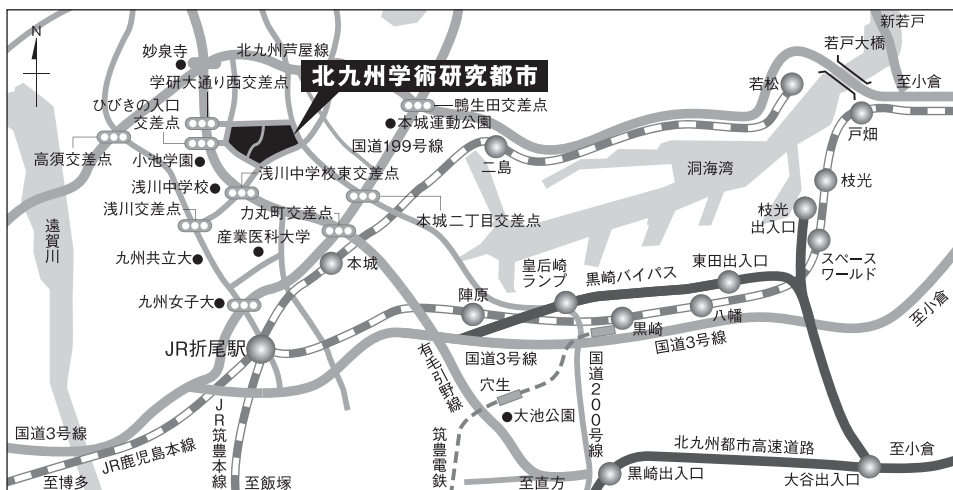 N
新若戸
若戸大橋
至小倉
妙泉寺
北九州芦屋線
学研大通り西交差点
北九州学術研究都市
若松
ひびきの入口
交差点
鴨生田交差点
本城運動公園
戸畑
国道199号線
高須交差点
小池学園
二島
洞海湾
浅川中学校東交差点
浅川中学校
枝光
浅川交差点
力丸町交差点
本城二丁目交差点
枝光
出入口
遠賀川
産業医科大学
九州共立大
本城
皇后崎
ランプ
黒崎バイパス
東田出入口
スペース
ワールド
九州女子大
陣原
八幡
黒崎
至小倉
JR折尾駅
国道3号線
国道3号線
有毛引野線
国道200号線
穴生
大池公園
国道3号線
JR鹿児島本線
JR筑豊本線
筑豊電鉄
北九州都市高速道路
至小倉
至博多
至飯塚
至直方
黒崎出入口
大谷出入口